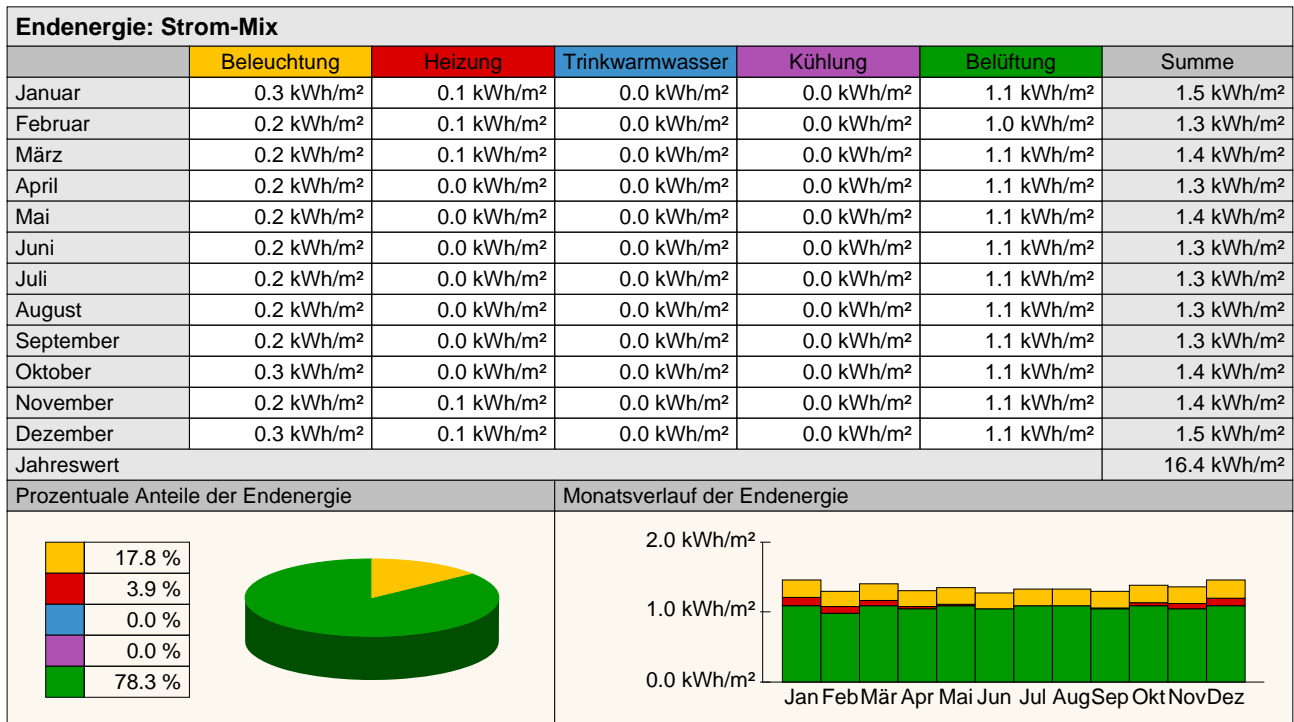 Endenergie: Strom-Mix
Beleuchtung Heizung Trinkwarmwasser Kühlung Belüftung Summe
Januar 0.3 kWh/m² 0.1 kWh/m² 0.0 kWh/m² 0.0 kWh/m² 1.1 kWh/m² 1.5 kWh/m²
Februar 0.2 kWh/m² 0.1 kWh/m² 0.0 kWh/m² 0.0 kWh/m² 1.0 kWh/m² 1.3 kWh/m²
März 0.2 kWh/m² 0.1 kWh/m² 0.0 kWh/m² 0.0 kWh/m² 1.1 kWh/m² 1.4 kWh/m²
April 0.2 kWh/m² 0.0 kWh/m² 0.0 kWh/m² 0.0 kWh/m² 1.1 kWh/m² 1.3 kWh/m²
Mai 0.2 kWh/m² 0.0 kWh/m² 0.0 kWh/m² 0.0 kWh/m² 1.1 kWh/m² 1.4 kWh/m²
Juni 0.2 kWh/m² 0.0 kWh/m² 0.0 kWh/m² 0.0 kWh/m² 1.1 kWh/m² 1.3 kWh/m²
Juli 0.2 kWh/m² 0.0 kWh/m² 0.0 kWh/m² 0.0 kWh/m² 1.1 kWh/m² 1.3 kWh/m²
August 0.2 kWh/m² 0.0 kWh/m² 0.0 kWh/m² 0.0 kWh/m² 1.1 kWh/m² 1.3 kWh/m²
September 0.2 kWh/m² 0.0 kWh/m² 0.0 kWh/m² 0.0 kWh/m² 1.1 kWh/m² 1.3 kWh/m²
Oktober 0.3 kWh/m² 0.0 kWh/m² 0.0 kWh/m² 0.0 kWh/m² 1.1 kWh/m² 1.4 kWh/m²
November 0.2 kWh/m² 0.1 kWh/m² 0.0 kWh/m² 0.0 kWh/m² 1.1 kWh/m² 1.4 kWh/m²
Dezember 0.3 kWh/m² 0.1 kWh/m² 0.0 kWh/m² 0.0 kWh/m² 1.1 kWh/m² 1.5 kWh/m²
Jahreswert 16.4 kWh/m²
Prozentuale Anteile der Endenergie
17.8 %
3.9 %
0.0 %
0.0 %
78.3 %
Monatsverlauf der Endenergie
2.0 kWh/m²
1.0 kWh/m²
0.0 kWh/m²
Jan Feb Mär Apr Mai Jun Jul Aug Sep Okt Nov Dez